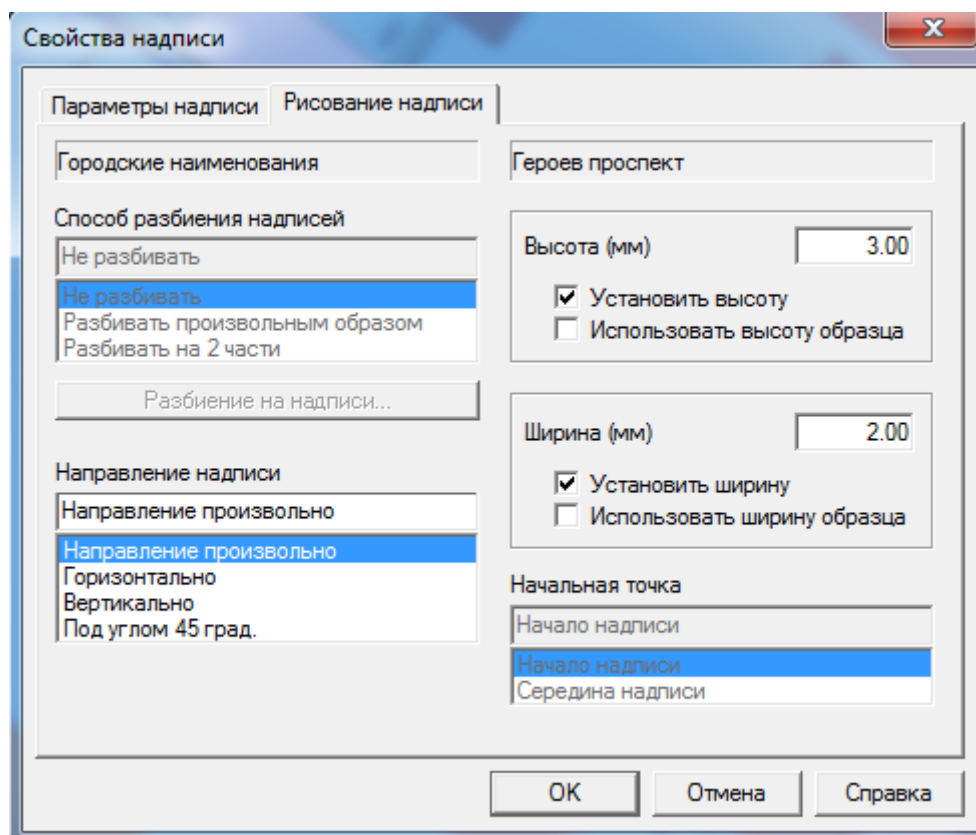 Свойства надписи
Параметры надписи
Рисование надписи
Городские наименования
Способ разбиения надписей
Не разбивать
Не разбивать
Разбивать произвольным образом
Разбивать на 2 части
Разбиение на надписи...
Направление надписи
Направление произвольно
Направление произвольно
Горизонтально
Вертикально
Под углом 45 град.
Героев проспект
Высота (мм) 3.00
Установить высоту
Использовать высоту образца
Ширина (мм) 2.00
Установить ширину
Использовать ширину образца
Начальная точка
Начало надписи
Начало надписи
Середина надписи
OK
Отмена
Справка